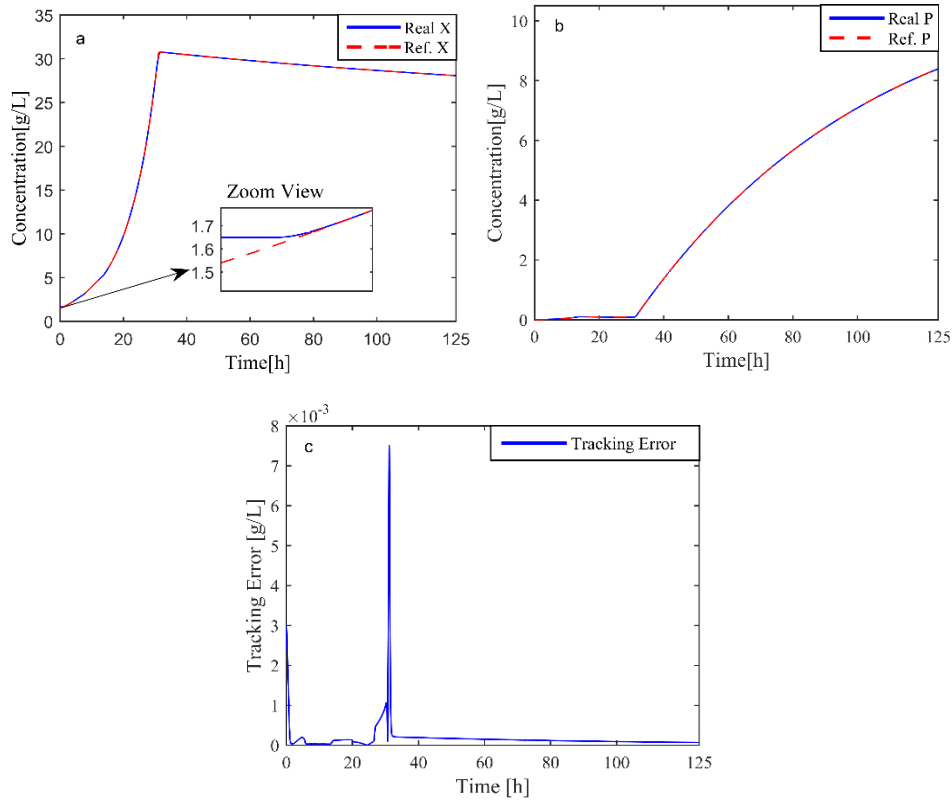 a
Real X
Ref. X
35
30
25
20
15
10
5
0
Concentration[g/L]
Zoom View
1.7
1.6
1.5
0 20 40 60 80 100 125
Time[h]
b
Real P
Ref. P
10
8
6
4
2
0
Concentration[g/L]
0 20 40 60 80 100 125
Time[h]
×10⁻³
c
Tracking Error
8
7
6
5
4
3
2
1
0
Tracking Error [g/L]
0 20 40 60 80 100 125
Time [h]